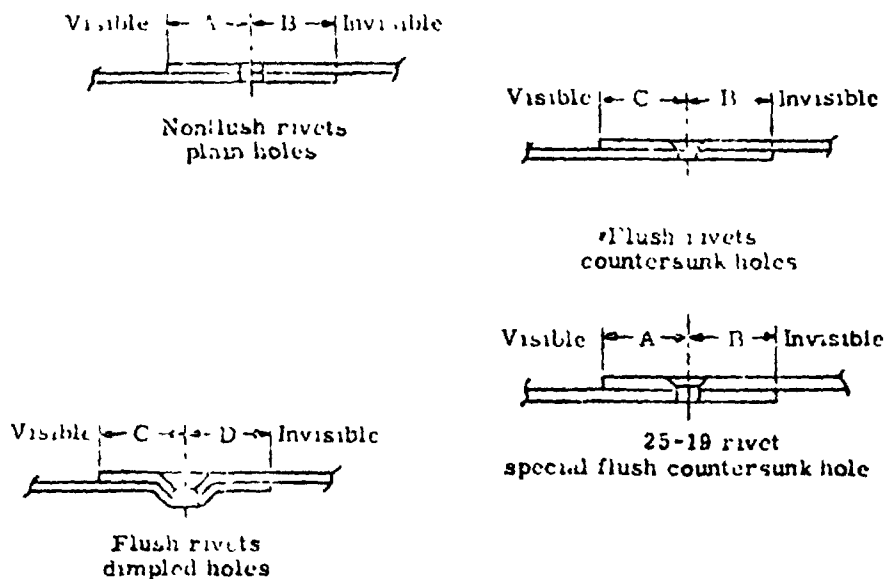 Visible A B Invisible
Nonflush rivets
plain holes
Visible C B Invisible
Flush rivets
countersunk holes
Visible A B Invisible
25-19 rivet
special flush countersunk hole
Visible C D Invisible
Flush rivets
dimpled holes